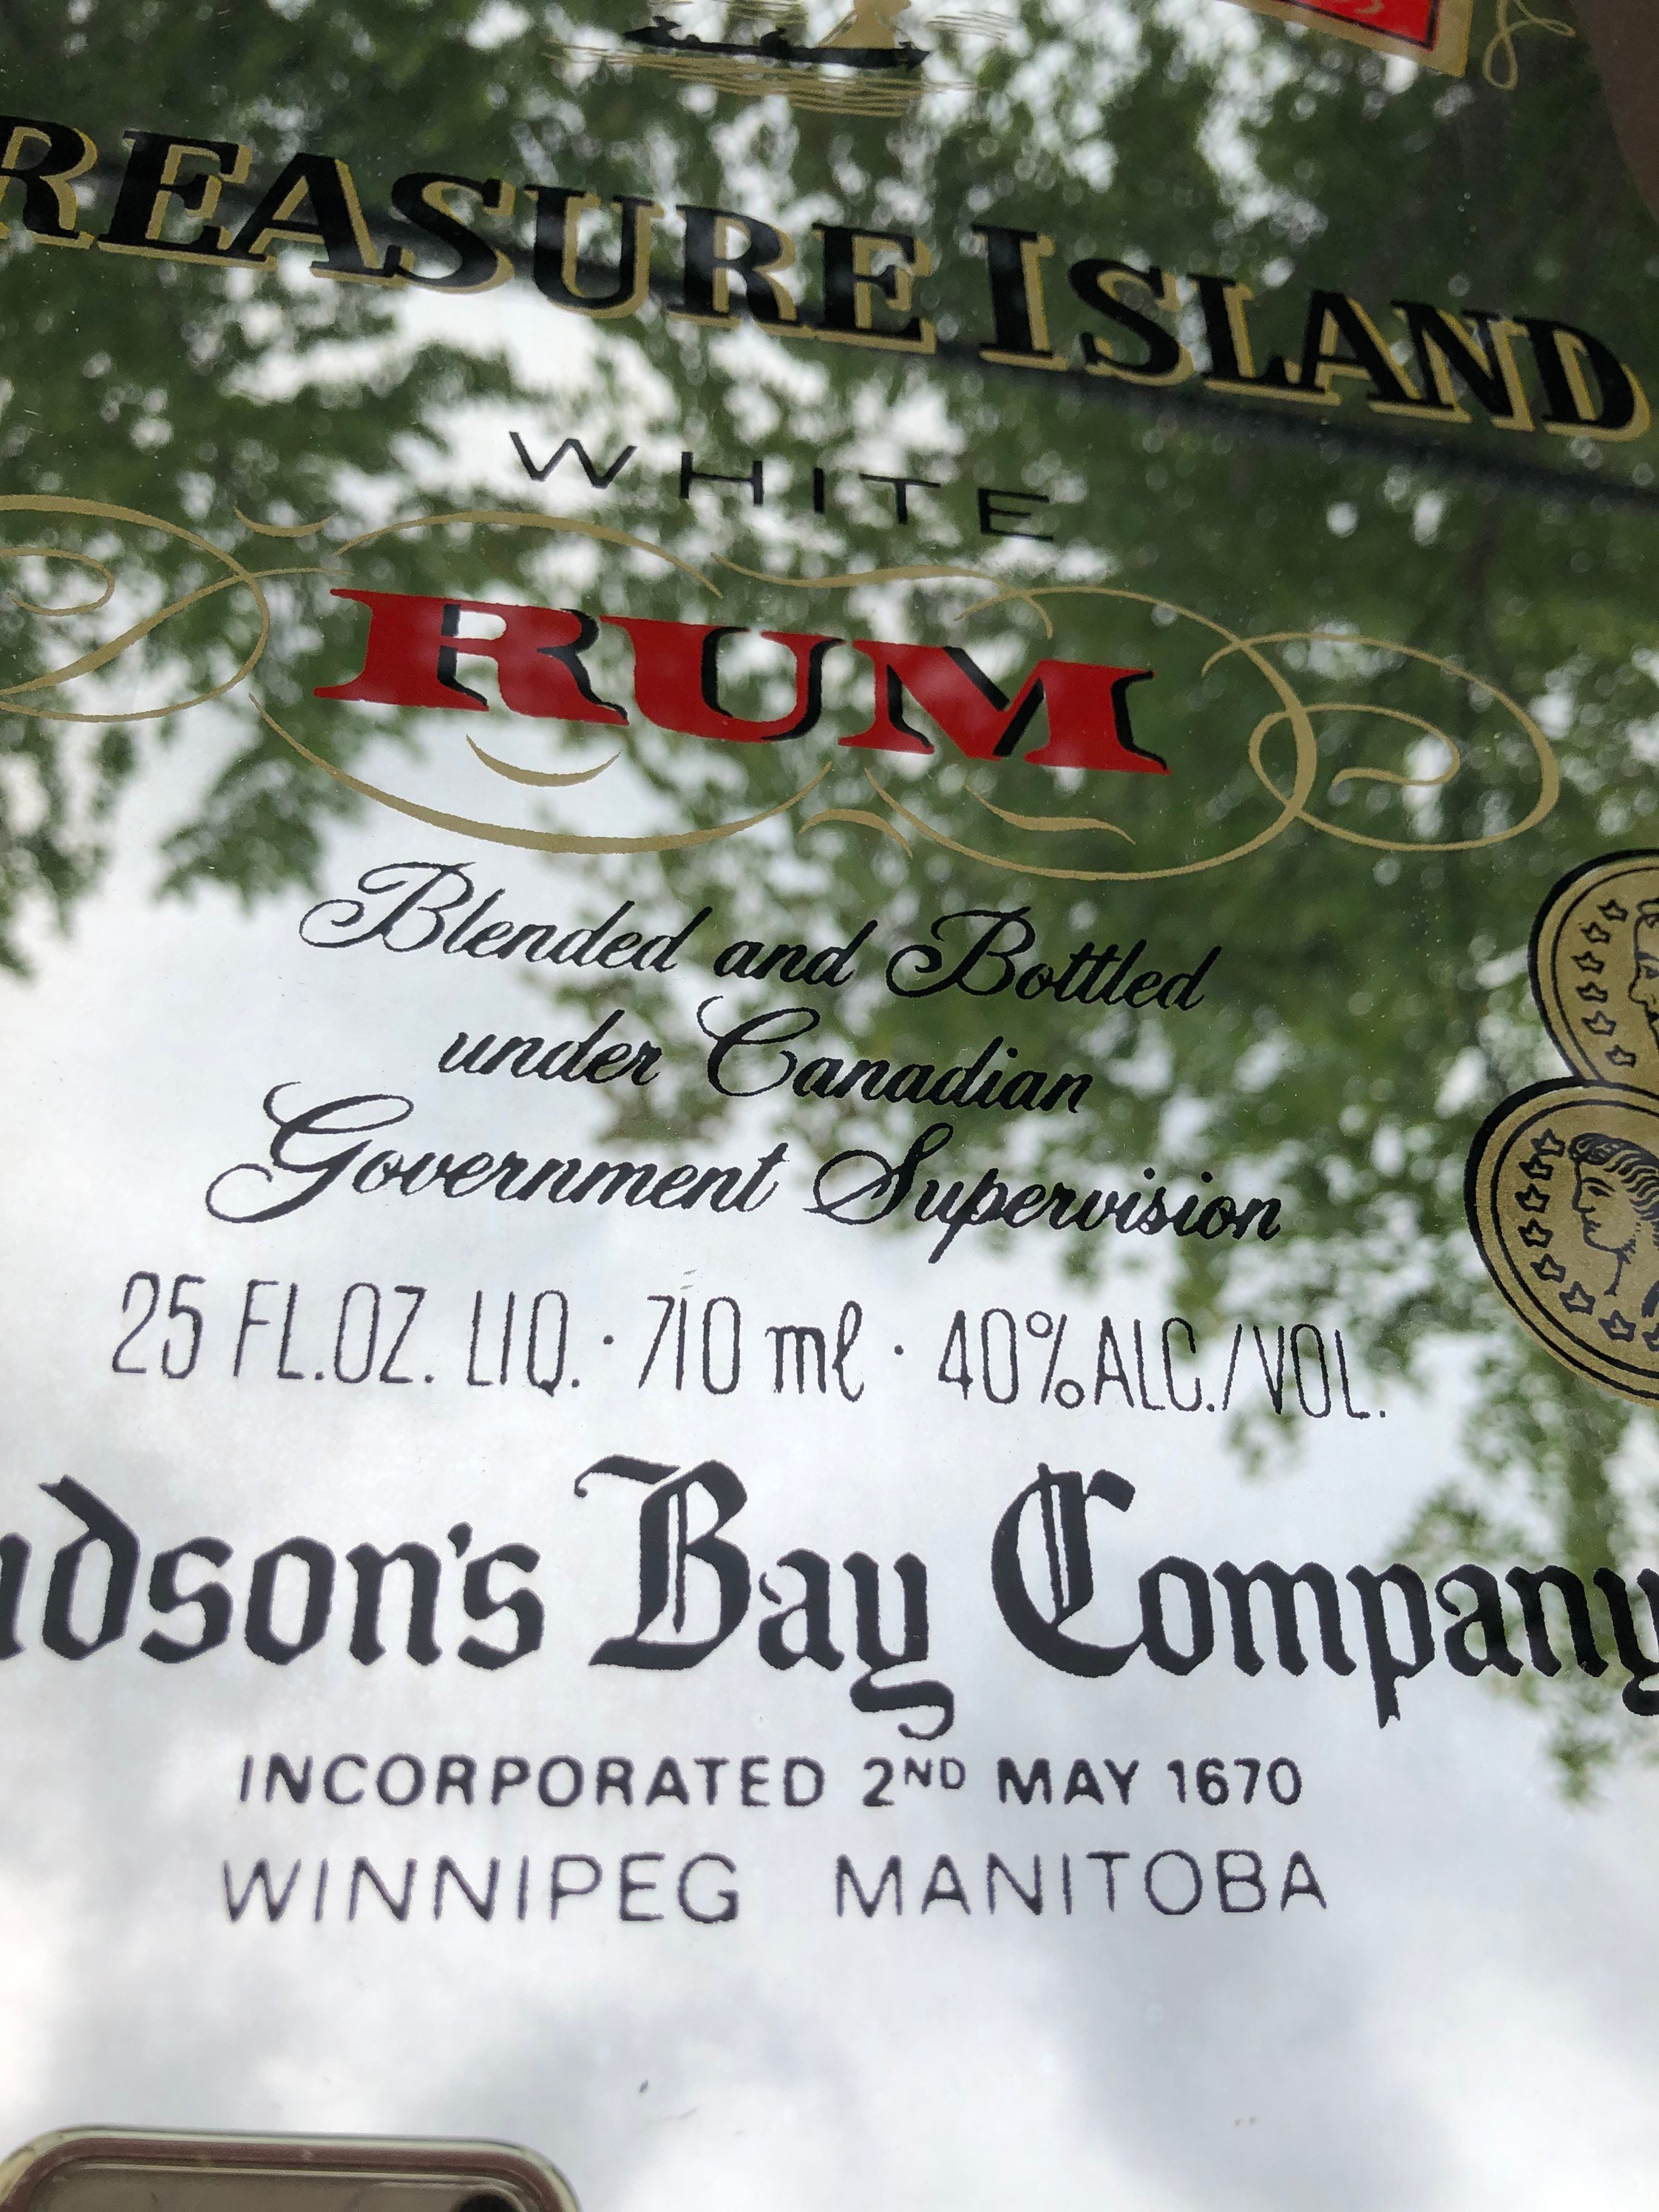 REASURE ISLAND
WHITE
RUM
Blended and Bottled
under Canadian
Government Supervision
25 FL.OZ. LIQ. · 710 ml · 40% ALC./VOL.
udson's Bay Company
INCORPORATED 2ND MAY 1670
WINNIPEG MANITOBA